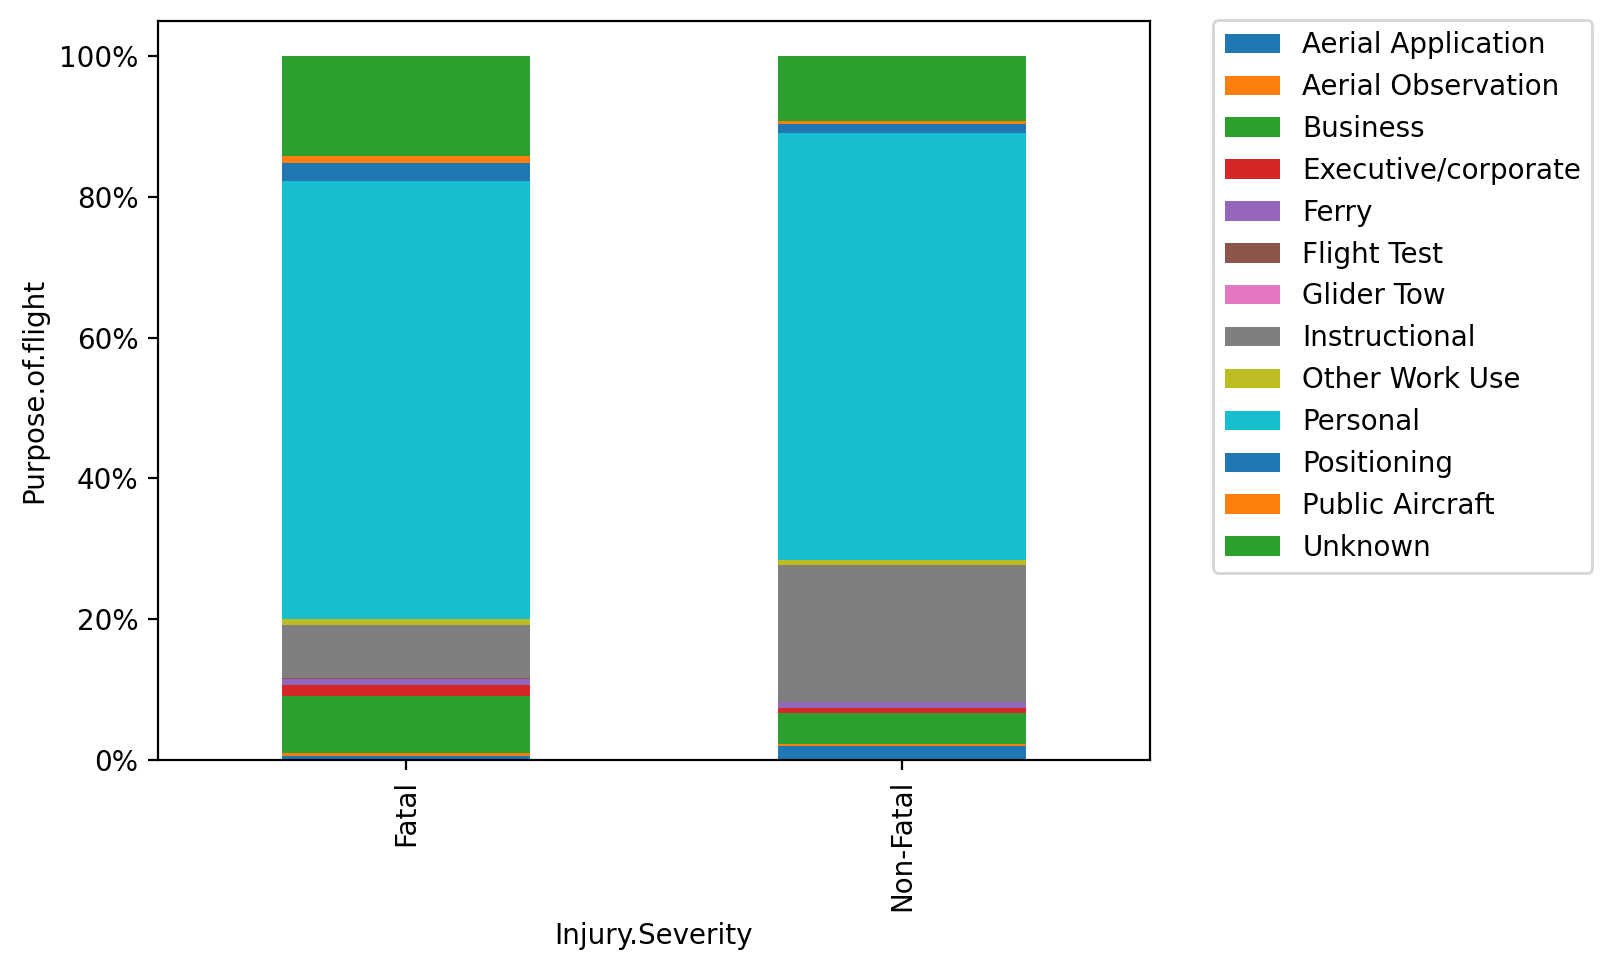 100%
80%
60%
40%
20%
0%
Purpose.of.flight
Fatal
Non-Fatal
Injury.Severity
Aerial Application
Aerial Observation
Business
Executive/corporate
Ferry
Flight Test
Glider Tow
Instructional
Other Work Use
Personal
Positioning
Public Aircraft
Unknown